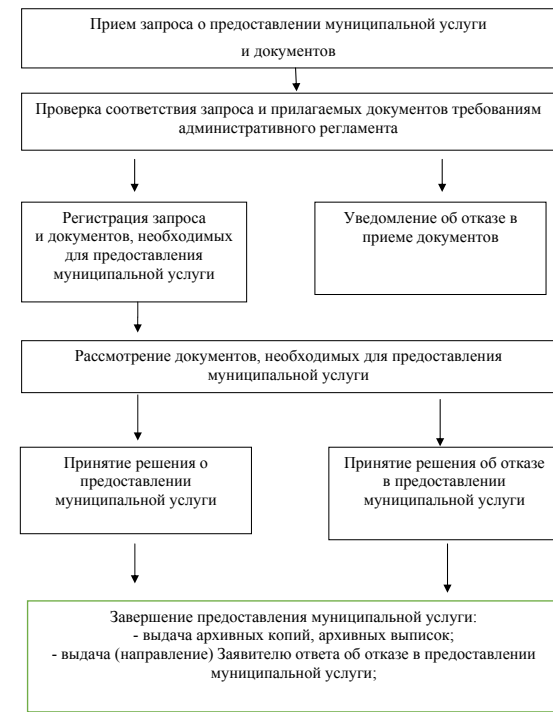 Прием запроса о предоставлении муниципальной услуги
и документов
Проверка соответствия запроса и прилагаемых документов требованиям
административного регламента
Регистрация запроса
и документов, необходимых
для предоставления
муниципальной услуги
Уведомление об отказе в
приеме документов
Рассмотрение документов, необходимых для предоставления
муниципальной услуги
Принятие решения о
предоставлении
муниципальной услуги
Принятие решения об отказе
в предоставлении
муниципальной услуги
Завершение предоставления муниципальной услуги:
- выдача архивных копий, архивных выписок;
- выдача (направление) Заявителю ответа об отказе в предоставлении
муниципальной услуги;